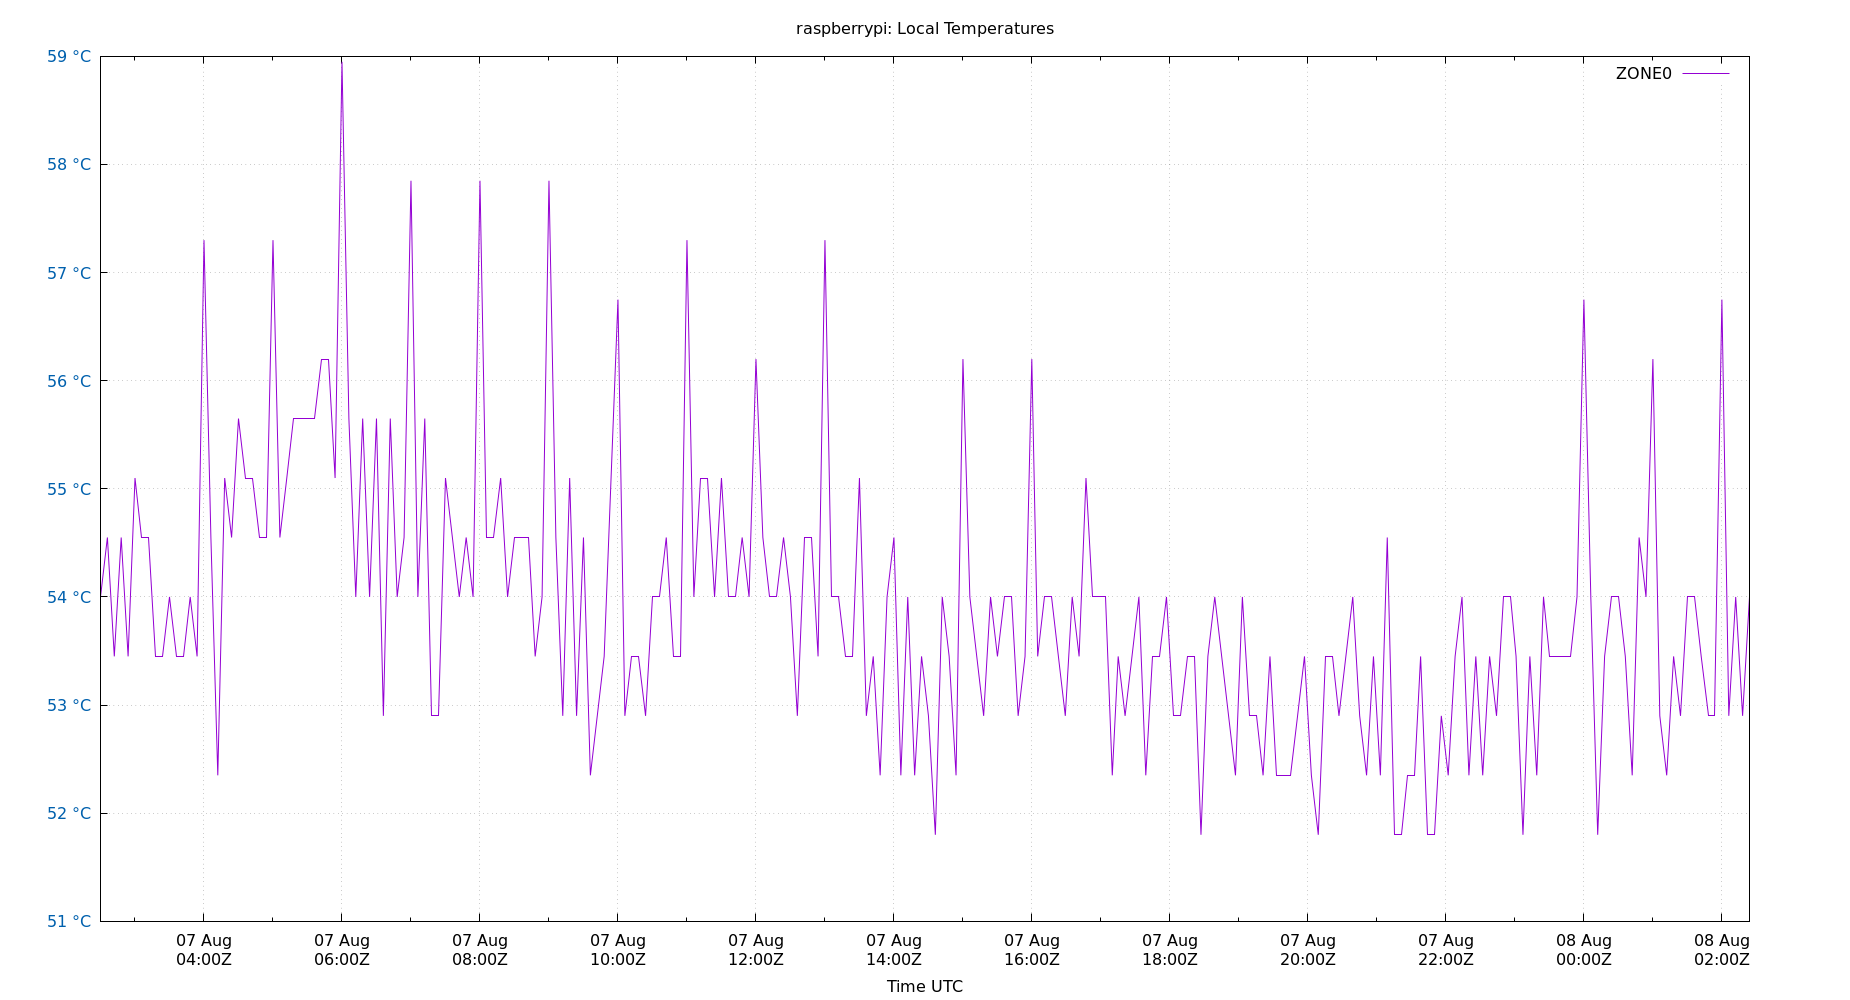 raspberrypi: Local Temperatures
59 °C
ZONE0
58 °C
57 °C
56 °C
55 °C
54 °C
53 °C
52 °C
51 °C
07 Aug 07 Aug 07 Aug 07 Aug 07 Aug 07 Aug 07 Aug 07 Aug 07 Aug 07 Aug 08 Aug 08 Aug
04:00Z 06:00Z 08:00Z 10:00Z 12:00Z 14:00Z 16:00Z 18:00Z 20:00Z 22:00Z 00:00Z 02:00Z
Time UTC